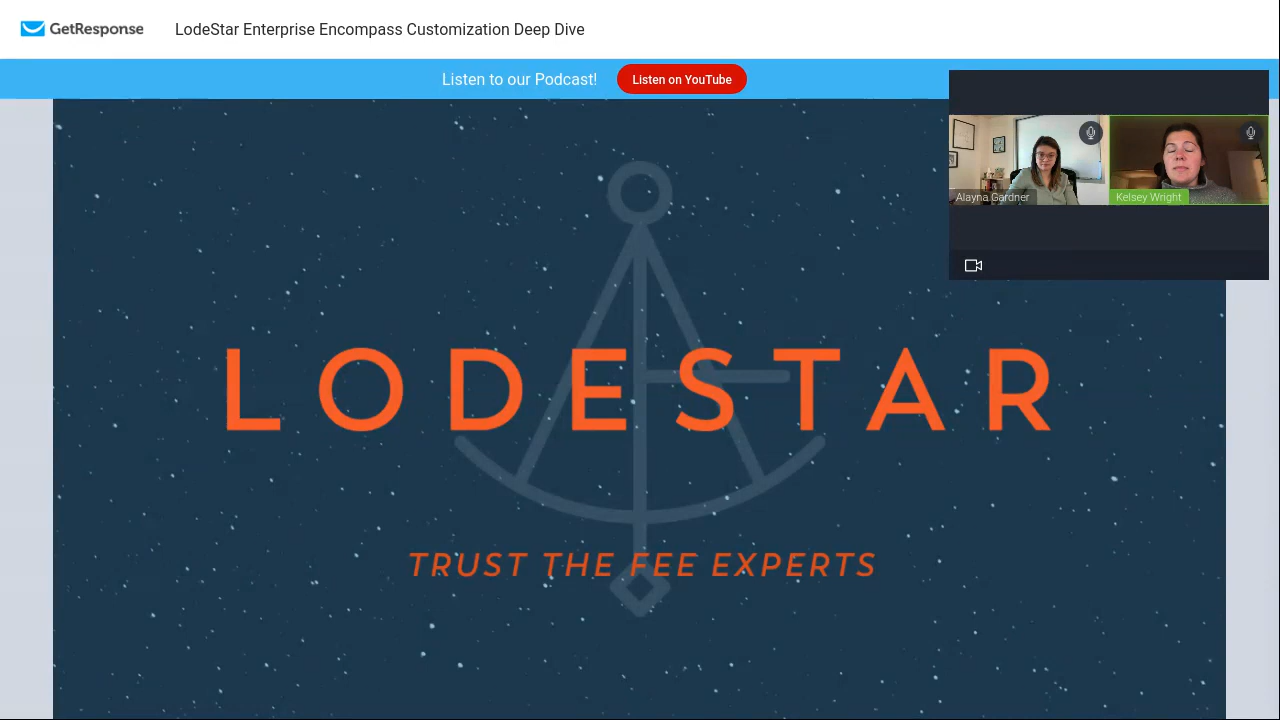 GetResponse
LodeStar Enterprise Encompass Customization Deep Dive
Listen to our Podcast!
Listen on YouTube
Alayna Gardner
Kelsey Wright
LODESTAR
TRUST THE FEE EXPERTS